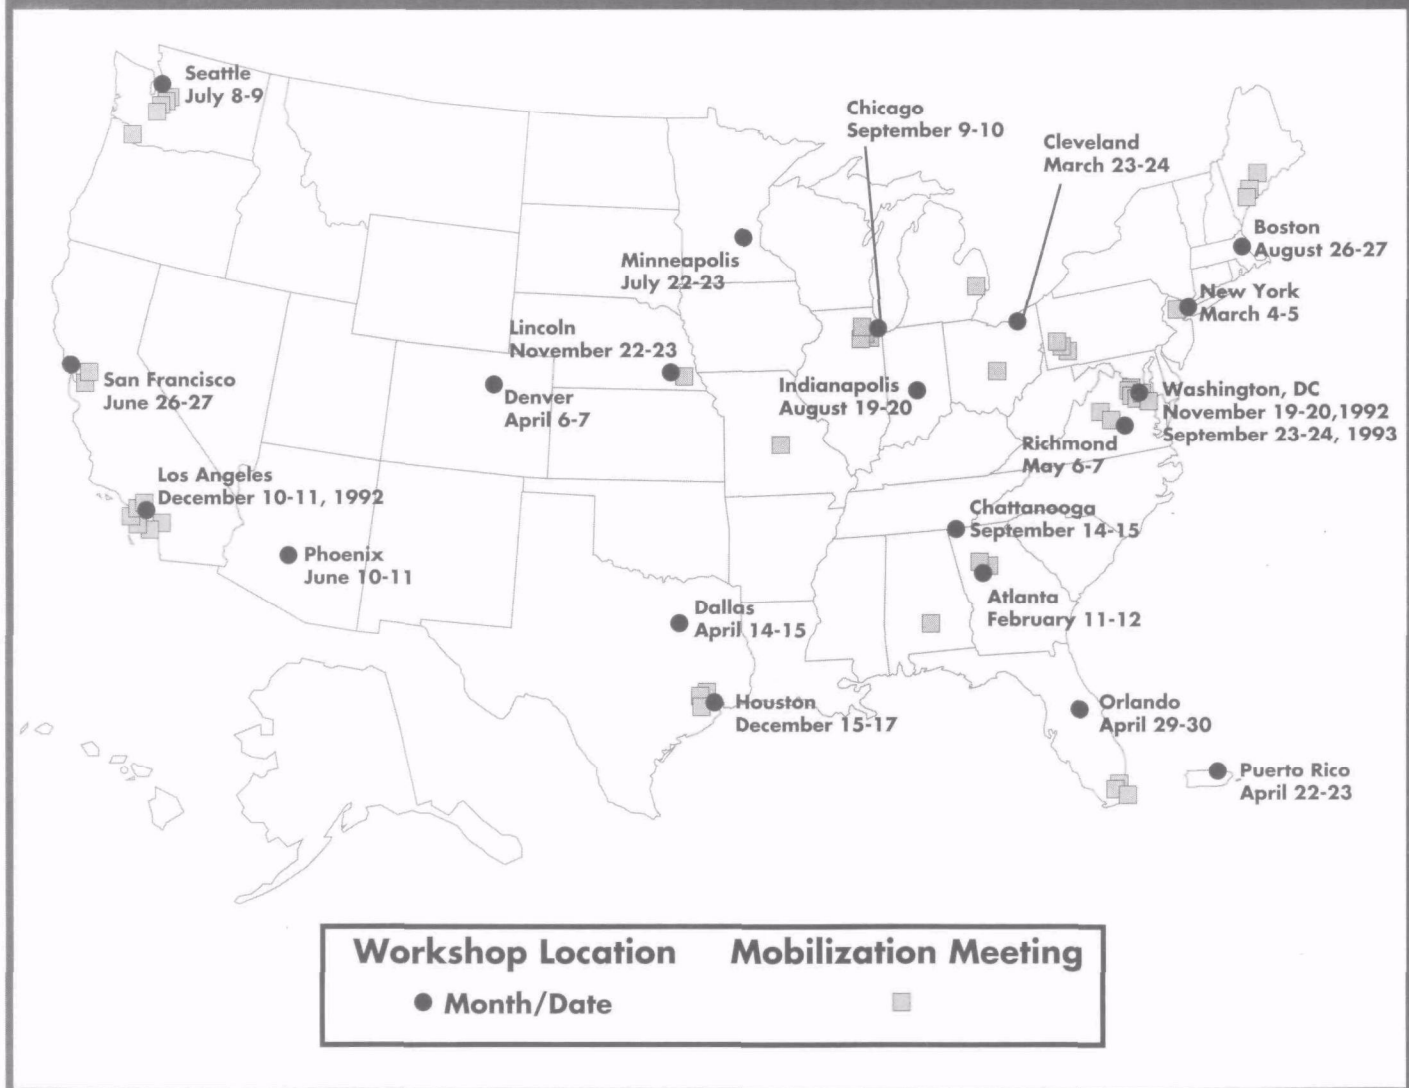 Seattle
July 8-9
Chicago
September 9-10
Cleveland
March 23-24
Boston
August 26-27
Minneapolis
July 22-23
New York
March 4-5
Lincoln
November 22-23
San Francisco
June 26-27
Denver
April 6-7
Indianapolis
August 19-20
Washington, DC
November 19-20,1992
September 23-24, 1993
Richmond
May 6-7
Los Angeles
December 10-11, 1992
Chattanooga
September 14-15
Phoenix
June 10-11
Atlanta
February 11-12
Dallas
April 14-15
Houston
December 15-17
Orlando
April 29-30
Puerto Rico
April 22-23
Workshop Location
Mobilization Meeting
Month/Date